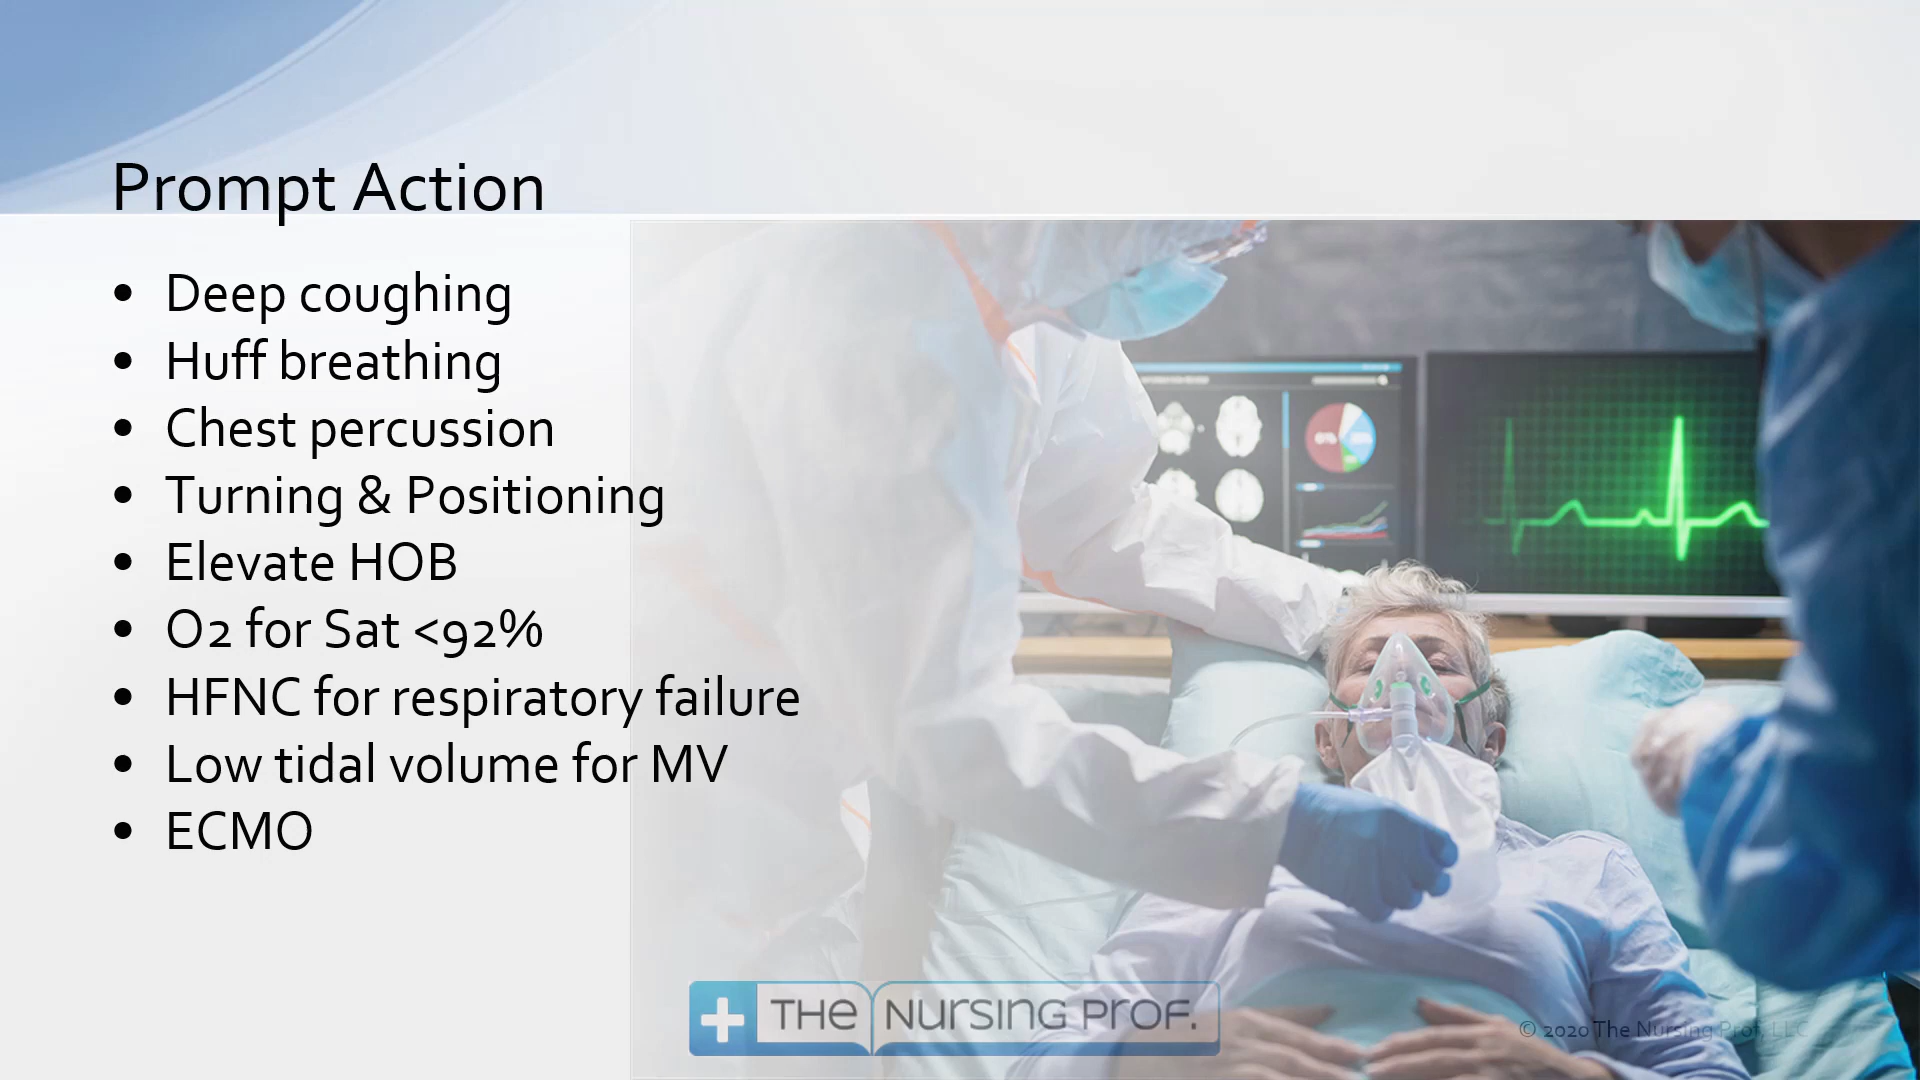 Prompt Action
• Deep coughing
• Huff breathing
• Chest percussion
• Turning & Positioning
• Elevate HOB
• O2 for Sat <92%
• HFNC for respiratory failure
• Low tidal volume for MV
• ECMO
THE NURSING PROF.
© 2020 The Nursing Prof, LLC